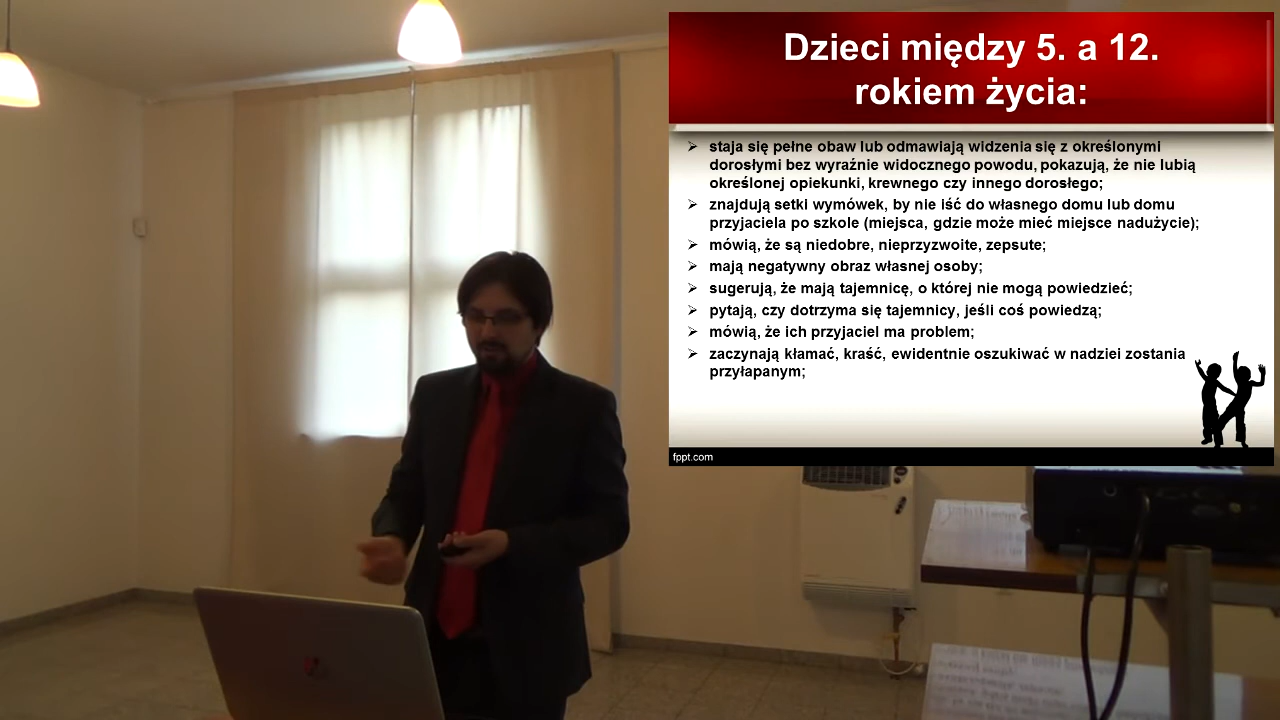 Dzieci między 5. a 12.
rokiem życia:
staja się pełne obaw lub odmawiają widzenia się z określonymi
dorosłymi bez wyraźnie widocznego powodu, pokazują, że nie lubią
określonej opiekunki, krewnego czy innego dorosłego;
znajdują setki wymówek, by nie iść do własnego domu lub domu
przyjaciela po szkole (miejsca, gdzie może mieć miejsce nadużycie);
mówią, że są niedobre, nieprzyzwoite, zepsute;
mają negatywny obraz własnej osoby;
sugerują, że mają tajemnicę, o której nie mogą powiedzieć;
pytają, czy dotrzyma się tajemnicy, jeśli coś powiedzą;
mówią, że ich przyjaciel ma problem;
zaczynają kłamać, kraść, ewidentnie oszukiwać w nadziei zostania
przyłapanym;
fppt.com